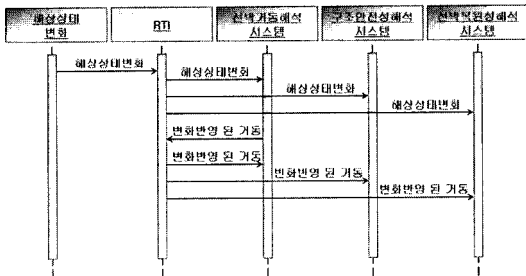 해상상태
변화
RTI
선박거동해석
시스템
구조안전성해석
시스템
선박복원성해석
시스템
해상상태변화
해상상태변화
해상상태변화
해상상태변화
변화반영 된 거동
변화반영 된 거동
변화반영 된 거동
변화반영 된 거동